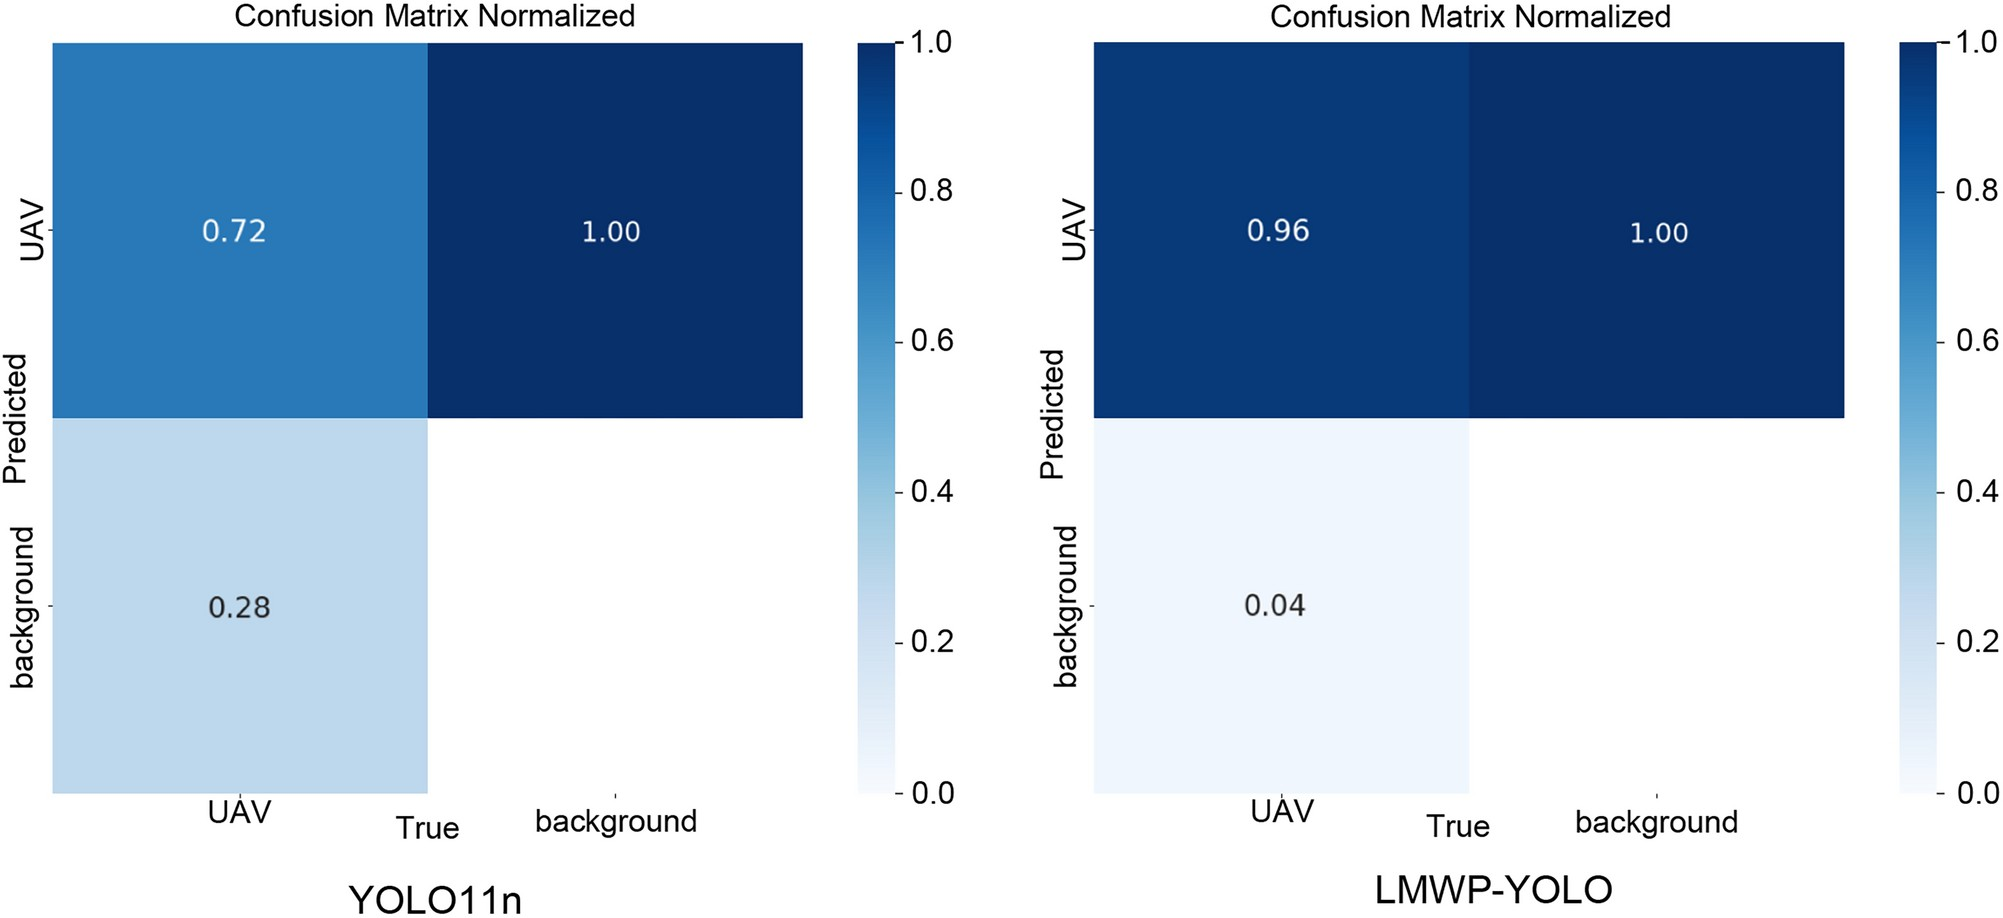 Confusion Matrix Normalized
UAV
Predicted
background
0.72
1.00
0.28
UAV
True
background
1.0
0.8
0.6
0.4
0.2
0.0
YOLO11n
Confusion Matrix Normalized
UAV
Predicted
background
0.96
1.00
0.04
UAV
True
background
1.0
0.8
0.6
0.4
0.2
0.0
LMWP-YOLO